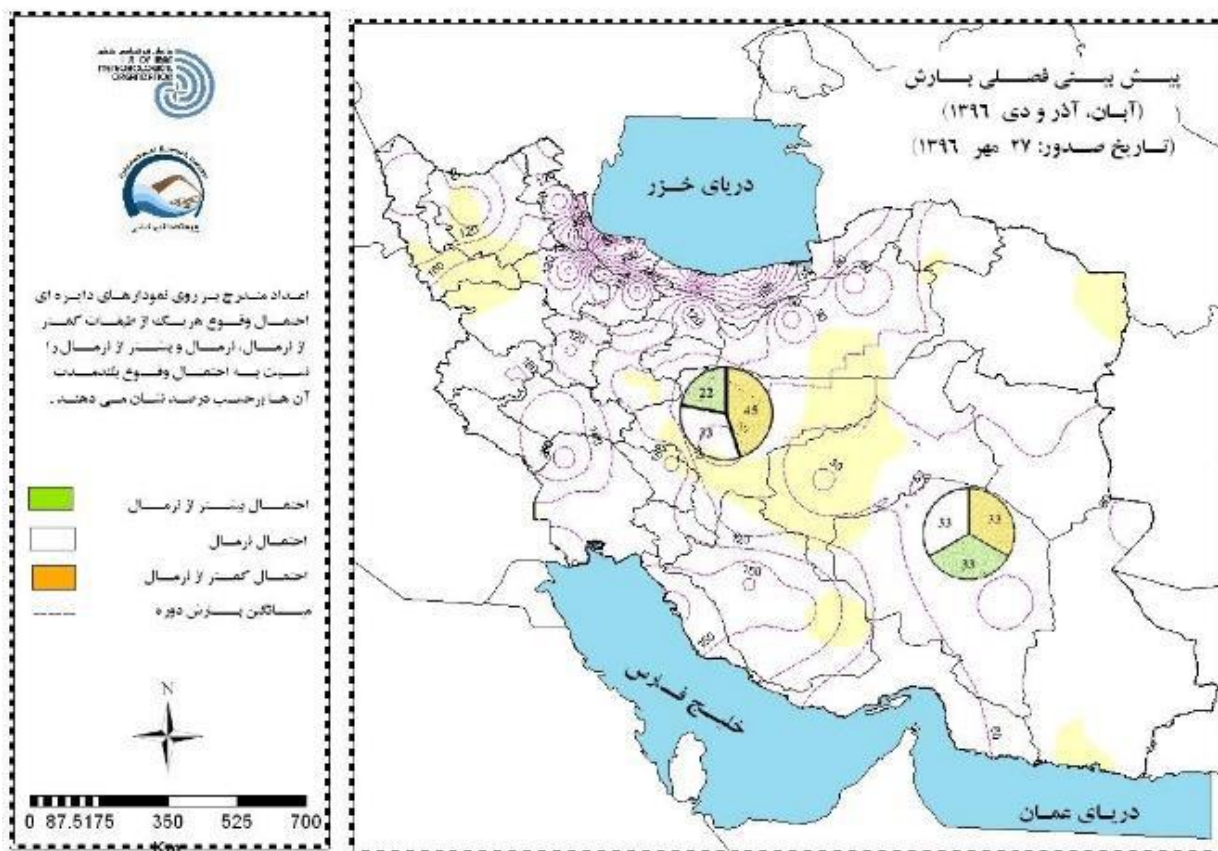 METEOROLOGICAL
ORGANIZATION
اعداد مندرج بر روی نمودارهای دایره ای
احتمال وقوع هر یک از طبقات کمتر
از نرمال، نرمال و بیشتر از نرمال را
نسبت به احتمال وقوع بلندمدت
آن ها برحسب درصد نشان می دهند.
احتمال بیشتر از نرمال
احتمال نرمال
احتمال کمتر از نرمال
میانگین بارش دوره
N
0 87.5175 350 525 700
Km
پیش بینی فصلی بارش
(آبان، آذر و دی ۱۳۹۶)
(تاریخ صدور: ۲۷ مهر ۱۳۹۶)
دریای خزر
120
22
45
33
33
33
33
خلیج فارس
دریای عمان